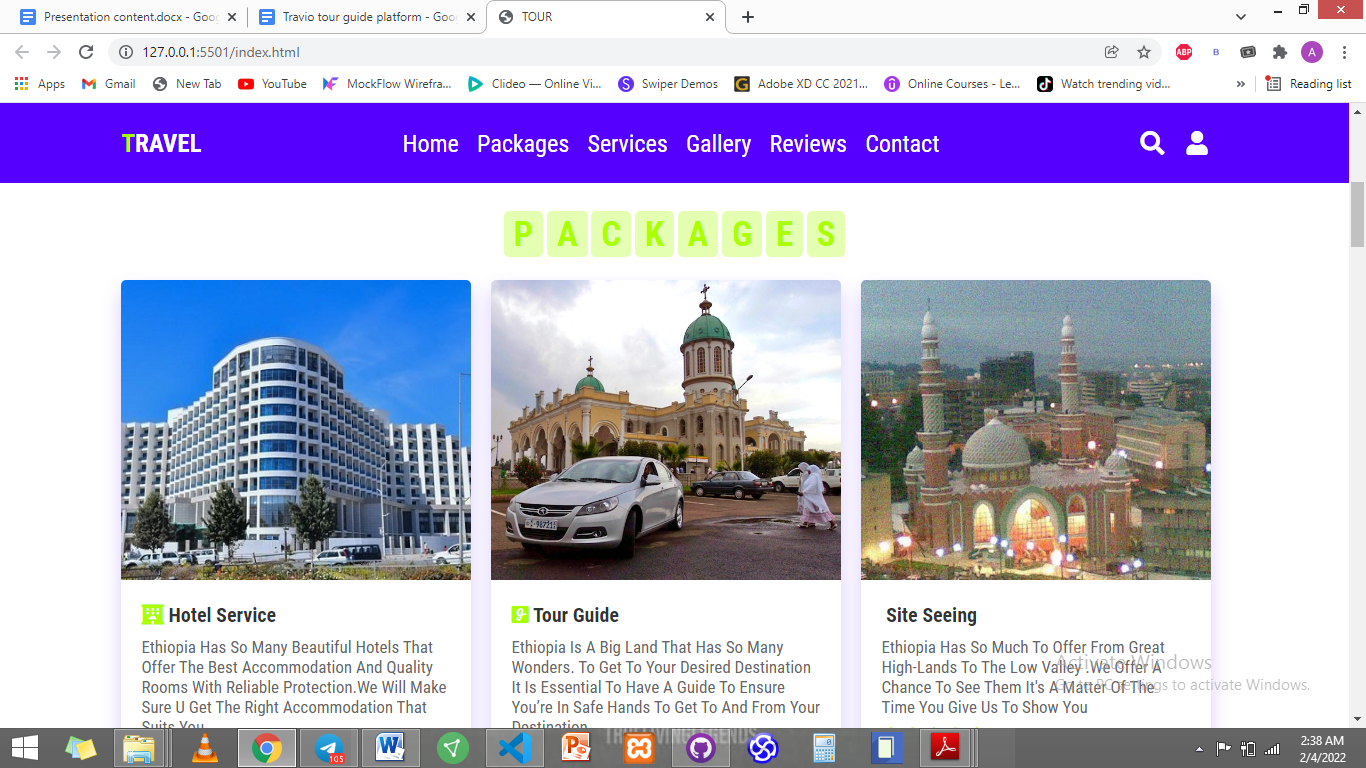 Presentation content.docx - Goo
Travio tour guide platform - Goo
TOUR
127.0.0.1:5501/index.html
ABP
B
A
Apps
Gmail
New Tab
YouTube
MockFlow Wirefra...
Clideo — Online Vi...
Swiper Demos
Adobe XD CC 2021...
Online Courses - Le...
Watch trending vid...
»
Reading list
TRAVEL
Home
Packages
Services
Gallery
Reviews
Contact
PACKAGES
Hotel Service
Ethiopia Has So Many Beautiful Hotels That
Offer The Best Accommodation And Quality
Rooms With Reliable Protection.We Will Make
Sure U Get The Right Accommodation That
Suits You
Tour Guide
Ethiopia Is A Big Land That Has So Many
Wonders. To Get To Your Desired Destination
It Is Essential To Have A Guide To Ensure
You're In Safe Hands To Get To And From Your
Destination
Site Seeing
Ethiopia Has So Much To Offer From Great
High-Lands To The Low Valley .We Offer A
Chance To See Them It's A Matter Of The
Time You Give Us To Show You
Activate Windows
Go to PC settings to activate Windows.
105
2:38 AM
2/4/2022